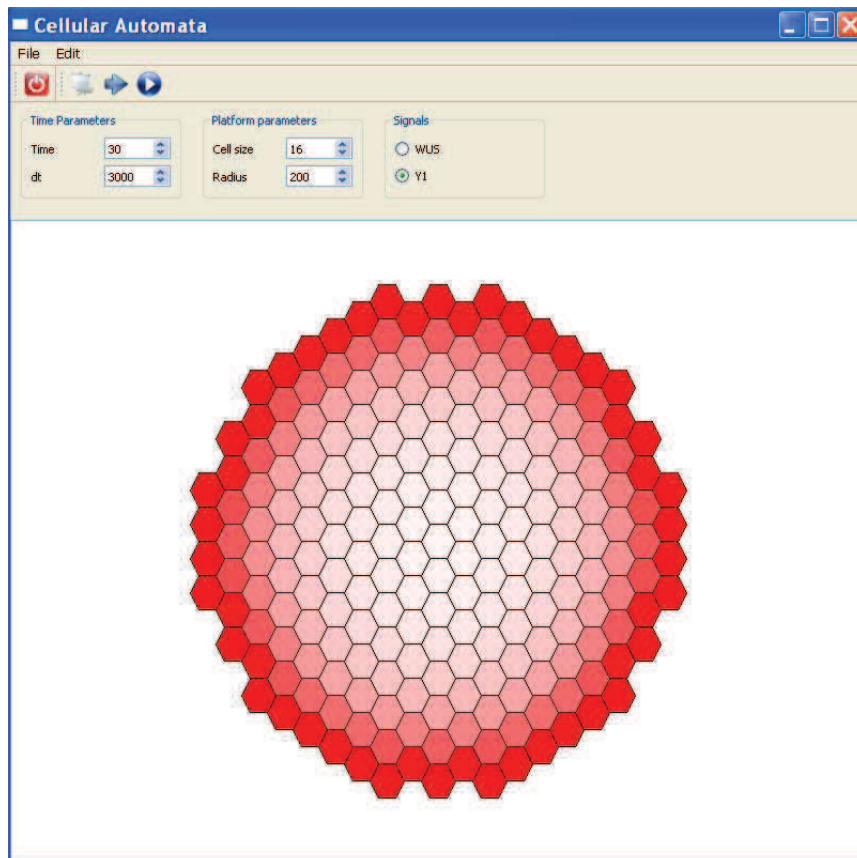 Cellular Automata
File Edit
Time Parameters Platform parameters Signals
Time 30 Cell size 16 WUS
dt 3000 Radius 200 Y1